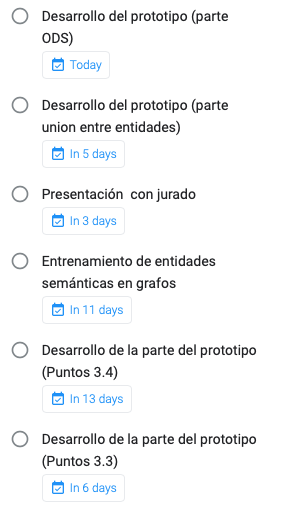 Desarrollo del prototipo (parte
ODS)
Today
Desarrollo del prototipo (parte
union entre entidades)
In 5 days
Presentación  con jurado
In 3 days
Entrenamiento de entidades
semánticas en grafos
In 11 days
Desarrollo de la parte del prototipo
(Puntos 3.4)
In 13 days
Desarrollo de la parte del prototipo
(Puntos 3.3)
In 6 days